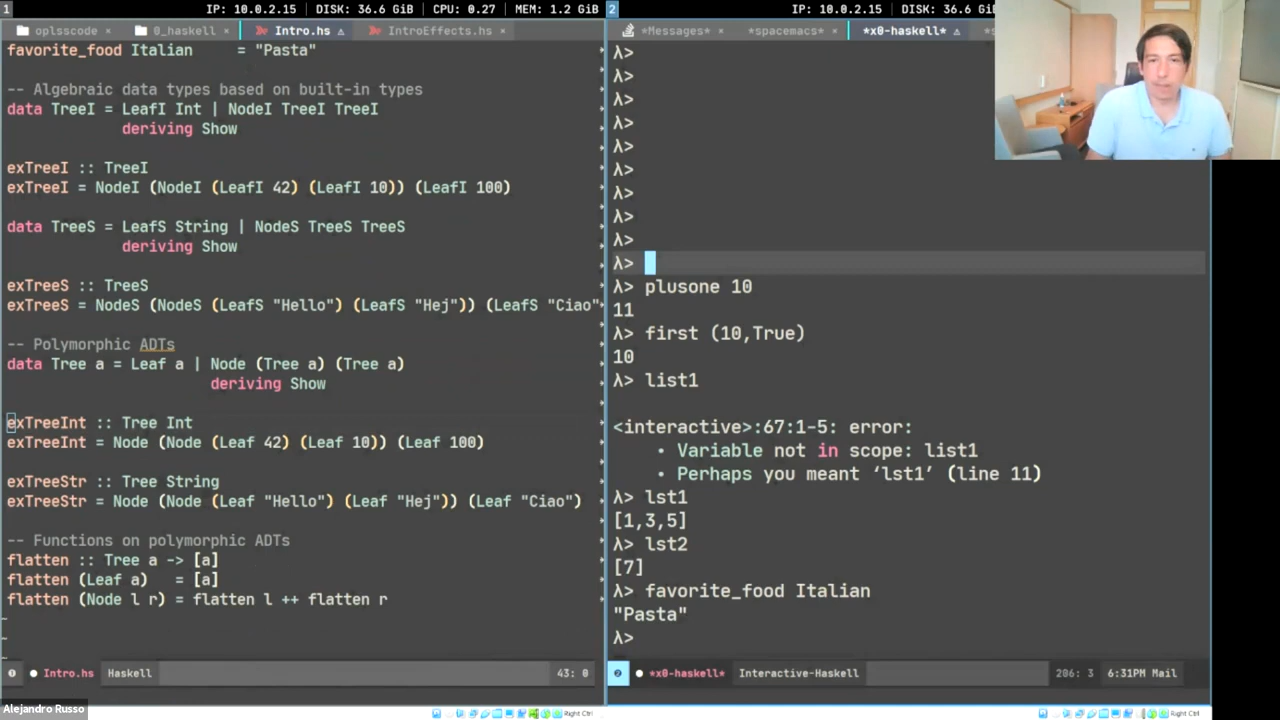 1 IP: 10.0.2.15 | DISK: 36.6 GiB | CPU: 0.27 | MEM: 1.2 GiB
oplsscode × 0_haskell × Intro.hs IntroEffects.hs ×
favorite_food Italian = "Pasta"
-- Algebraic data types based on built-in types
data TreeI = LeafI Int | NodeI TreeI TreeI
deriving Show
exTreeI :: TreeI
exTreeI = NodeI (NodeI (LeafI 42) (LeafI 10)) (LeafI 100)
data TreeS = LeafS String | NodeS TreeS TreeS
deriving Show
exTreeS :: TreeS
exTreeS = NodeS (NodeS (LeafS "Hello") (LeafS "Hej")) (LeafS "Ciao"
-- Polymorphic ADTs
data Tree a = Leaf a | Node (Tree a) (Tree a)
deriving Show
exTreeInt :: Tree Int
exTreeInt = Node (Node (Leaf 42) (Leaf 10)) (Leaf 100)
exTreeStr :: Tree String
exTreeStr = Node (Node (Leaf "Hello") (Leaf "Hej")) (Leaf "Ciao")
-- Functions on polymorphic ADTs
flatten :: Tree a -> [a]
flatten (Leaf a) = [a]
flatten (Node l r) = flatten l ++ flatten r
~
~
Intro.hs Haskell 43: 0
Alejandro Russo
Right Ctrl
2 IP: 10.0.2.15 | DISK: 36.6 GiB
*Messages* × *spacemacs* × *x0-haskell*
λ>
λ>
λ>
λ>
λ>
λ>
λ>
λ>
λ>
λ>
λ> plusone 10
11
λ> first (10,True)
10
λ> list1
<interactive>:67:1-5: error:
• Variable not in scope: list1
• Perhaps you meant ‘lst1’ (line 11)
λ> lst1
[1,3,5]
λ> lst2
[7]
λ> favorite_food Italian
"Pasta"
λ>
2 *x0-haskell* Interactive-Haskell 206: 3 6:31PM Mail
Right Ctrl